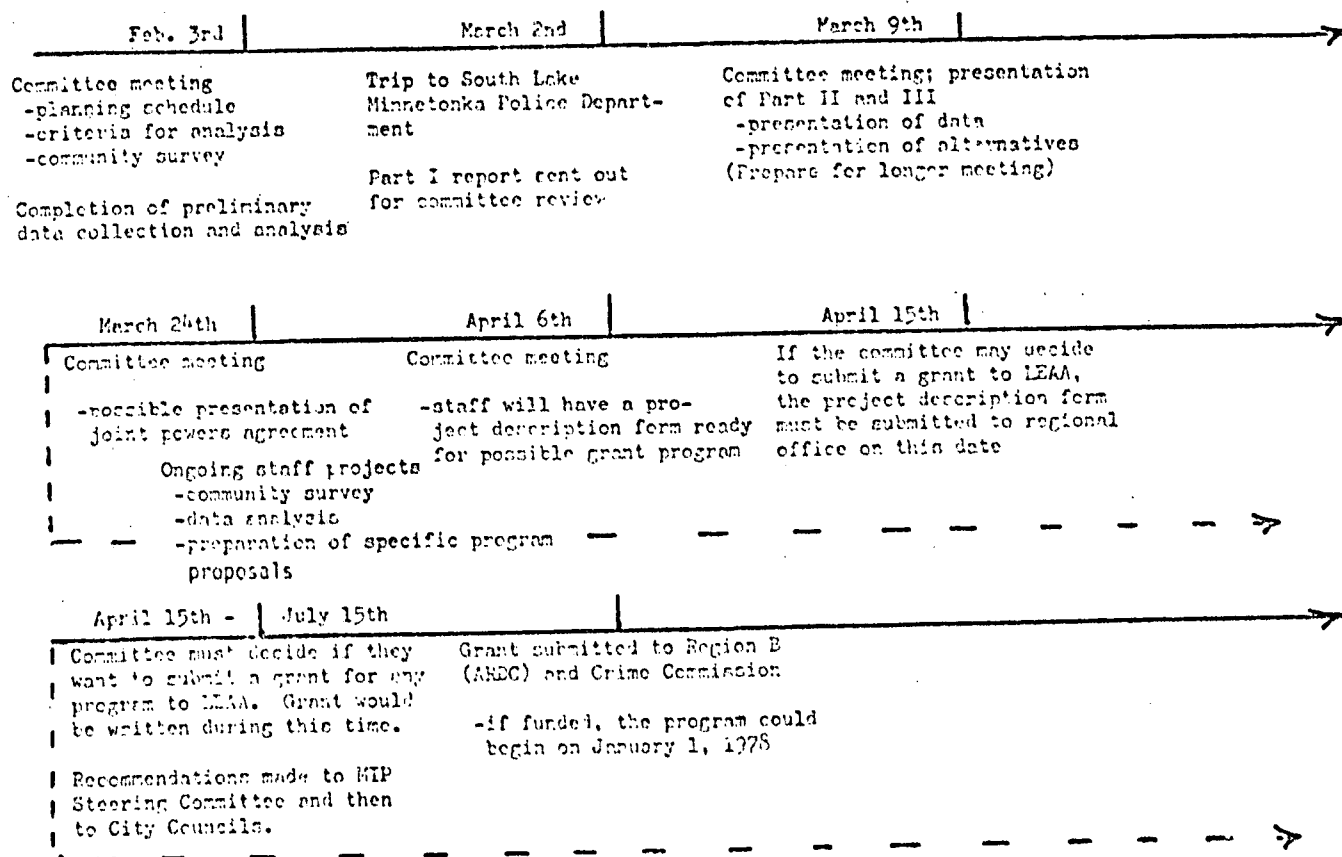 Feb. 3rd
March 2nd
March 9th
Committee meeting
-planning schedule
-criteria for analysis
-community survey
Completion of preliminary
data collection and analysis
Trip to South Lake
Minnetonka Police Depart-
ment
Part I report sent out
for committee review
Committee meeting; presentation
of Part II and III
-presentation of data
-presentation of alternatives
(Prepare for longer meeting)
March 24th
April 6th
April 15th
Committee meeting
-possible presentation of
joint powers agreement
Ongoing staff projects
-community survey
-data analysis
-preparation of specific program
proposals
Committee meeting
-staff will have a pro-
ject description form ready
for possible grant program
If the committee may decide
to submit a grant to LEAA,
the project description form
must be submitted to regional
office on this date
April 15th - July 15th
Committee must decide if they
want to submit a grant for any
program to LEAA. Grant would
be written during this time.
Recommendations made to MIP
Steering Committee and then
to City Councils.
Grant submitted to Region B
(ARDC) and Crime Commission
-if funded, the program could
begin on January 1, 1978